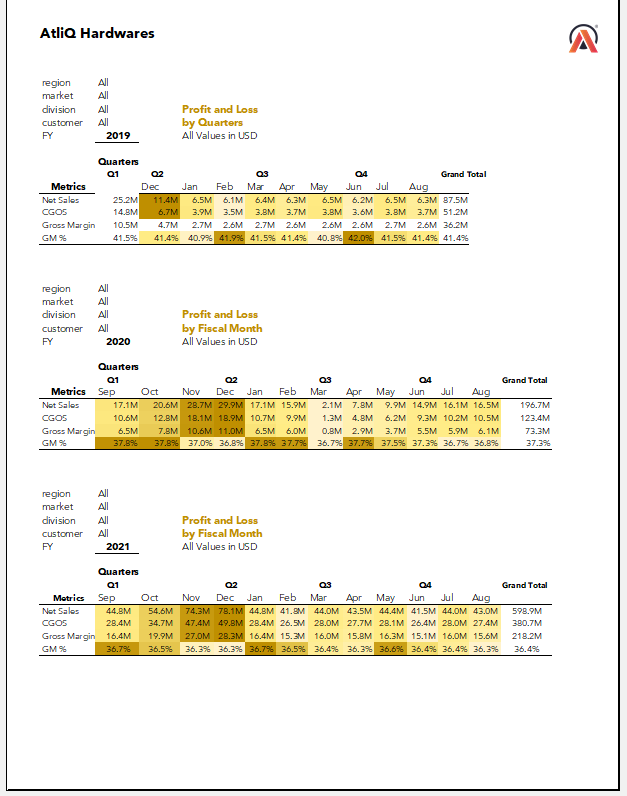 AtliQ Hardwares
region All
market All
division All Profit and Loss
customer All by Quarters
FY 2019 All Values in USD
Quarters
Q1 Q2 Q3 Q4 Grand Total
Metrics Dec Jan Feb Mar Apr May Jun Jul Aug
Net Sales 25.2M 11.4M 6.5M 6.1M 6.4M 6.3M 6.5M 6.2M 6.5M 6.3M 87.5M
CGOS 14.8M 6.7M 3.9M 3.5M 3.8M 3.7M 3.8M 3.6M 3.8M 3.7M 51.2M
Gross Margin 10.5M 4.7M 2.7M 2.6M 2.7M 2.6M 2.6M 2.6M 2.7M 2.6M 36.2M
GM % 41.5% 41.4% 40.9% 41.9% 41.5% 41.4% 40.8% 42.0% 41.5% 41.4% 41.4%
region All
market All
division All Profit and Loss
customer All by Fiscal Month
FY 2020 All Values in USD
Quarters
Q1 Q2 Q3 Q4 Grand Total
Metrics Sep Oct Nov Dec Jan Feb Mar Apr May Jun Jul Aug
Net Sales 17.1M 20.6M 28.7M 29.9M 17.1M 15.9M 2.1M 7.8M 9.9M 14.9M 16.1M 16.5M 196.7M
CGOS 10.6M 12.8M 18.1M 18.9M 10.7M 9.9M 1.3M 4.8M 6.2M 9.3M 10.2M 10.5M 123.4M
Gross Margin 6.5M 7.8M 10.6M 11.0M 6.5M 6.0M 0.8M 2.9M 3.7M 5.5M 5.9M 6.1M 73.3M
GM % 37.8% 37.8% 37.0% 36.8% 37.8% 37.7% 36.7% 37.7% 37.5% 37.3% 36.7% 36.8% 37.3%
region All
market All
division All Profit and Loss
customer All by Fiscal Month
FY 2021 All Values in USD
Quarters
Q1 Q2 Q3 Q4 Grand Total
Metrics Sep Oct Nov Dec Jan Feb Mar Apr May Jun Jul Aug
Net Sales 44.8M 54.6M 74.3M 78.1M 44.8M 41.8M 44.0M 43.5M 44.4M 41.5M 44.0M 43.0M 598.9M
CGOS 28.4M 34.7M 47.4M 49.8M 28.4M 26.5M 28.0M 27.7M 28.1M 26.4M 28.0M 27.4M 380.7M
Gross Margin 16.4M 19.9M 27.0M 28.3M 16.4M 15.3M 16.0M 15.8M 16.3M 15.1M 16.0M 15.6M 218.2M
GM % 36.7% 36.5% 36.3% 36.3% 36.7% 36.5% 36.4% 36.3% 36.6% 36.4% 36.4% 36.3% 36.4%